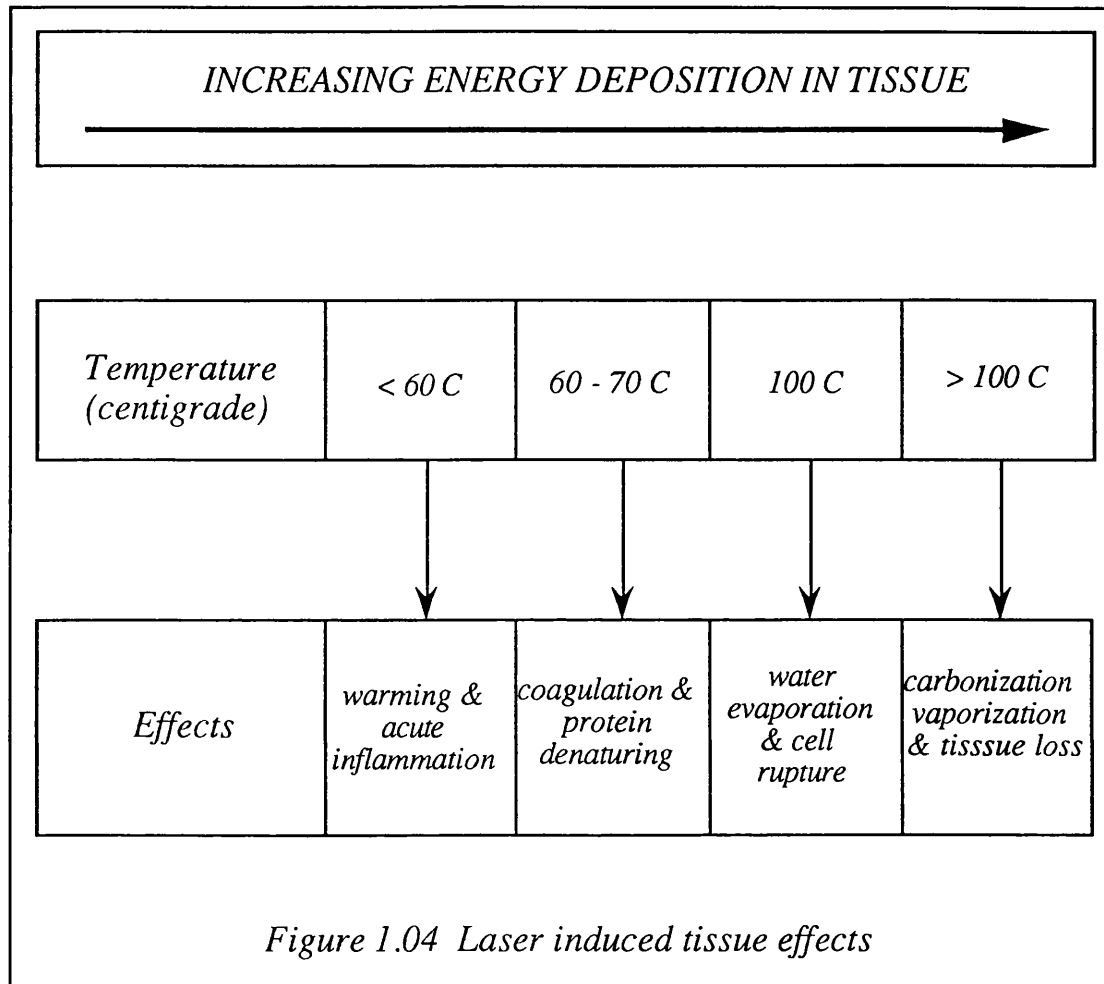 INCREASING ENERGY DEPOSITION IN TISSUE
Temperature
(centigrade)
< 60 C
60 - 70 C
100 C
> 100 C
Effects
warming &
acute
inflammation
coagulation &
protein
denaturing
water
evaporation
& cell
rupture
carbonization
vaporization
& tisssue loss
Figure 1.04 Laser induced tissue effects